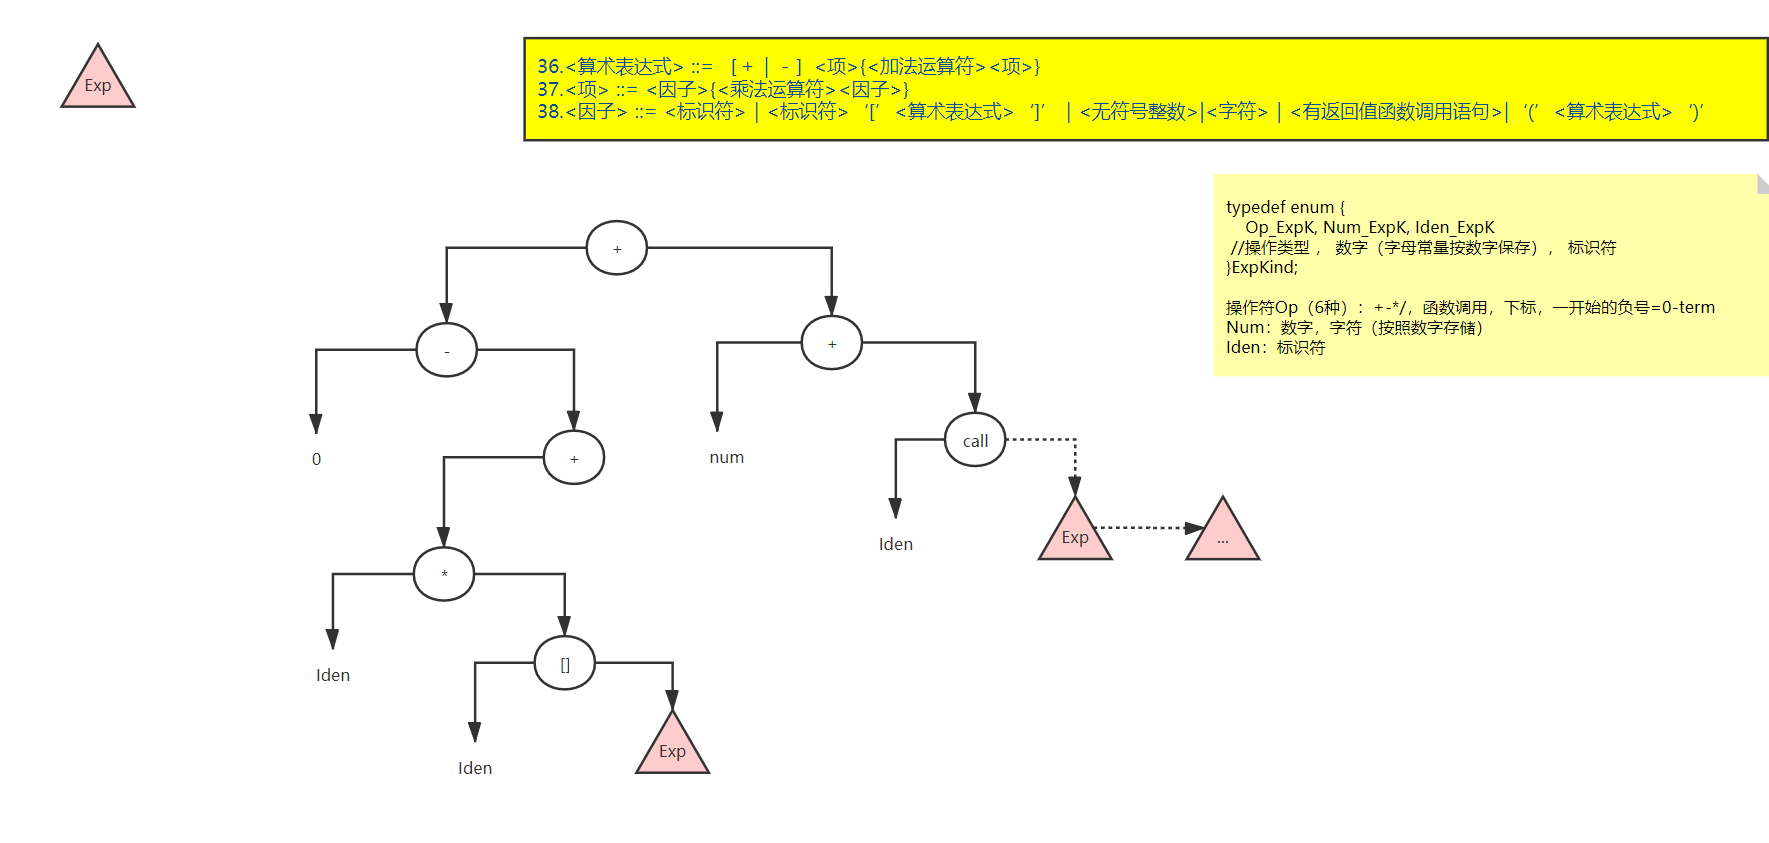 Exp
36.<算术表达式> ::= [ + | - ] <项>{<加法运算符><项>}
37.<项> ::= <因子>{<乘法运算符><因子>}
38.<因子> ::= <标识符> | <标识符> ‘[’ <算术表达式> ‘]’ | <无符号整数>|<字符> | <有返回值函数调用语句>|‘(’ <算术表达式> ‘)’
typedef enum {
Op_ExpK, Num_ExpK, Iden_ExpK
//操作类型 ， 数字（字母常量按数字保存）， 标识符
}ExpKind;
操作符Op（6种）：+-*/，函数调用，下标，一开始的负号=0-term
Num：数字，字符（按照数字存储）
Iden：标识符
+
-
+
0
+
num
call
*
Iden
Exp
...
Iden
[]
Iden
Exp